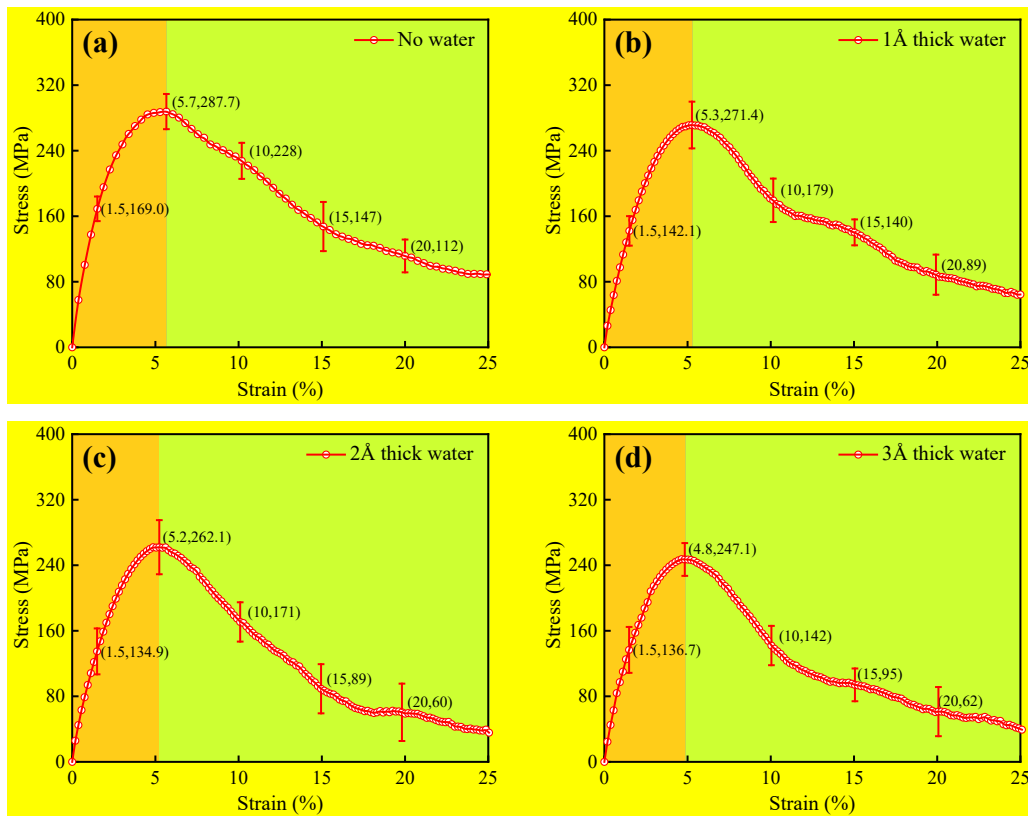 (a)
No water
400
320
240
160
80
0
Stress (MPa)
(5.7,287.7)
(10,228)
(1.5,169.0)
(15,147)
(20,112)
0 5 10 15 20 25
Strain (%)
(b)
1Å thick water
400
320
240
160
80
0
Stress (MPa)
(5.3,271.4)
(10,179)
(1.5,142.1)
(15,140)
(20,89)
0 5 10 15 20 25
Strain (%)
(c)
2Å thick water
400
320
240
160
80
0
Stress (MPa)
(5.2,262.1)
(10,171)
(1.5,134.9)
(15,89)
(20,60)
0 5 10 15 20 25
Strain (%)
(d)
3Å thick water
400
320
240
160
80
0
Stress (MPa)
(4.8,247.1)
(10,142)
(1.5,136.7)
(15,95)
(20,62)
0 5 10 15 20 25
Strain (%)